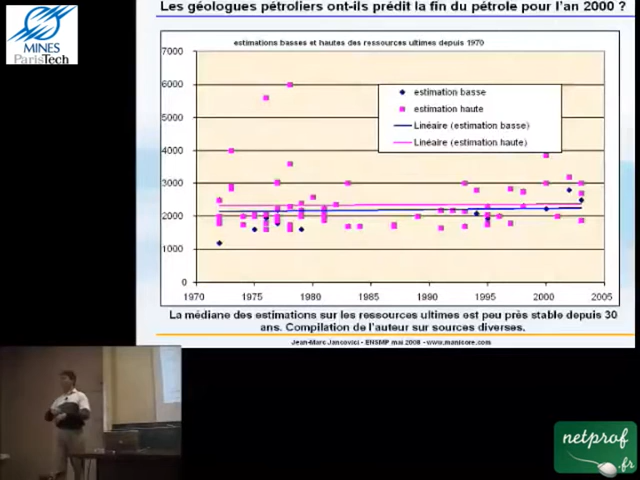 MINES
ParisTech
Les géologues pétroliers ont-ils prédit la fin du pétrole pour l'an 2000 ?
estimations basses et hautes des ressources ultimes depuis 1970
7000
6000
5000
4000
3000
2000
1000
0
estimation basse
estimation haute
Linéaire (estimation basse)
Linéaire (estimation haute)
1970 1975 1980 1985 1990 1995 2000 2005
La médiane des estimations sur les ressources ultimes est peu près stable depuis 30
ans. Compilation de l'auteur sur sources diverses.
Jean-Marc Jancovici - ENSMP mai 2008 - www.manicore.com
netprof
.fr